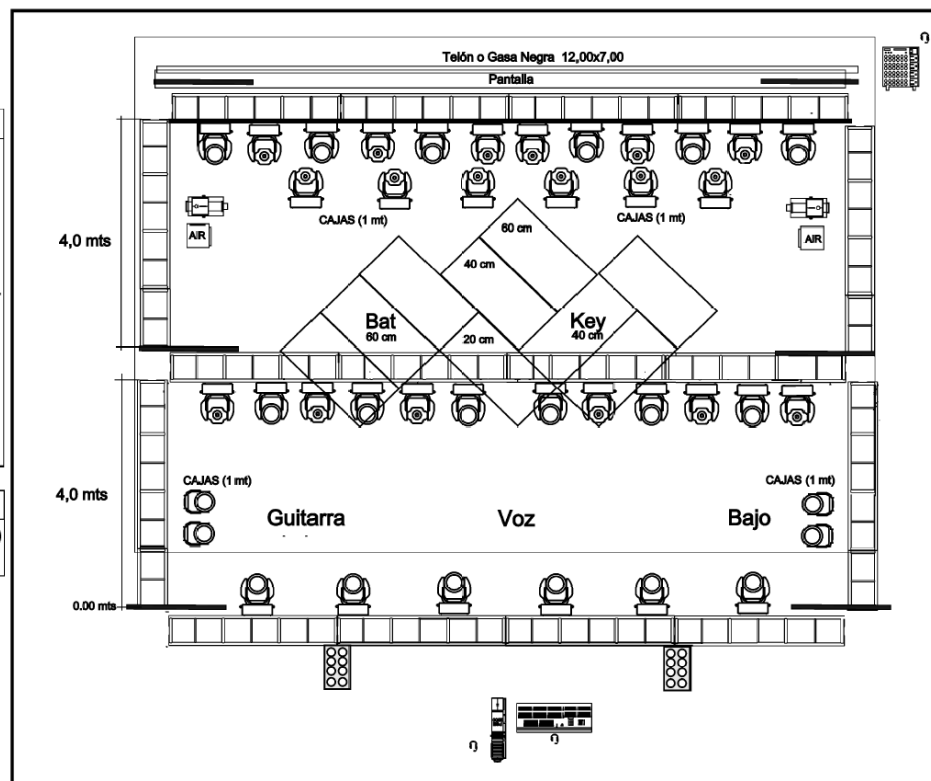 Telón o Gasa Negra 12,00x7,00
Pantalla
CAJAS (1 mt)
CAJAS (1 mt)
60 cm
AIR
AIR
4,0 mts
40 cm
Bat
60 cm
20 cm
Key
40 cm
CAJAS (1 mt)
CAJAS (1 mt)
4,0 mts
Guitarra
Voz
Bajo
0.00 mts